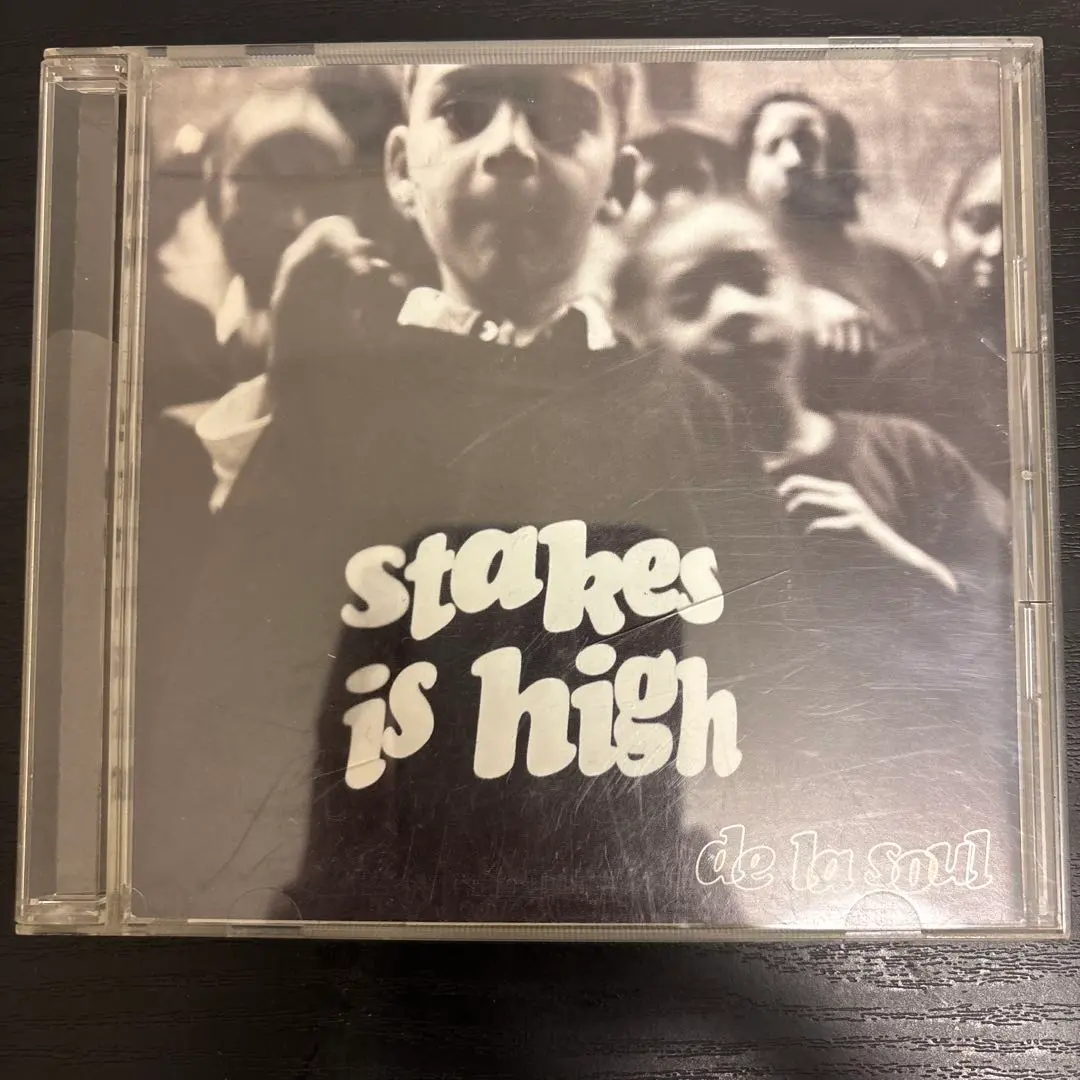 stakes
is high
de la soul